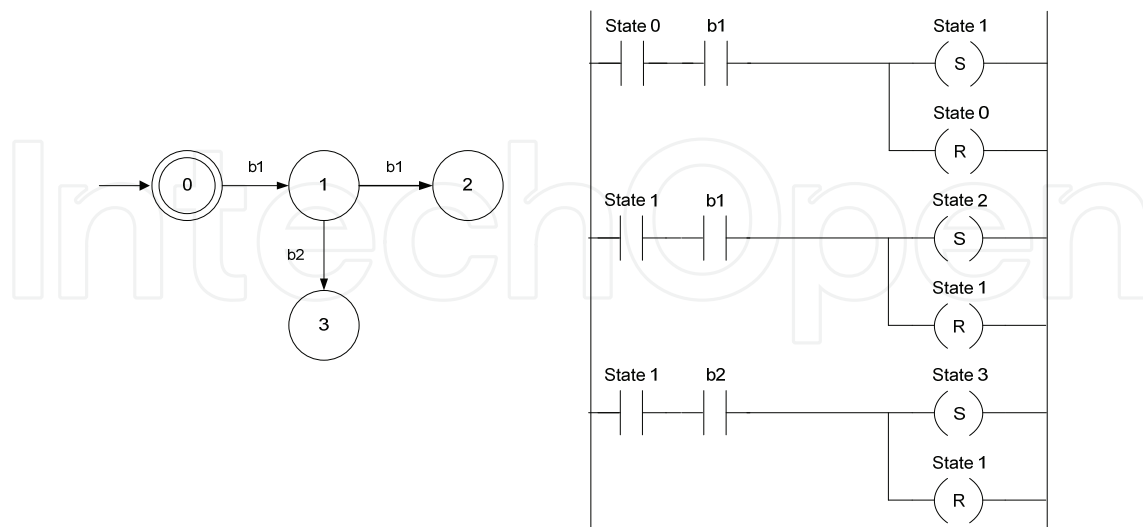 State 0 b1 State 1
S
State 0
R
b1 b1
0 1 2
b2
3
State 1 b1 State 2
S
State 1
R
State 1 b2 State 3
S
State 1
R
IntechOpen